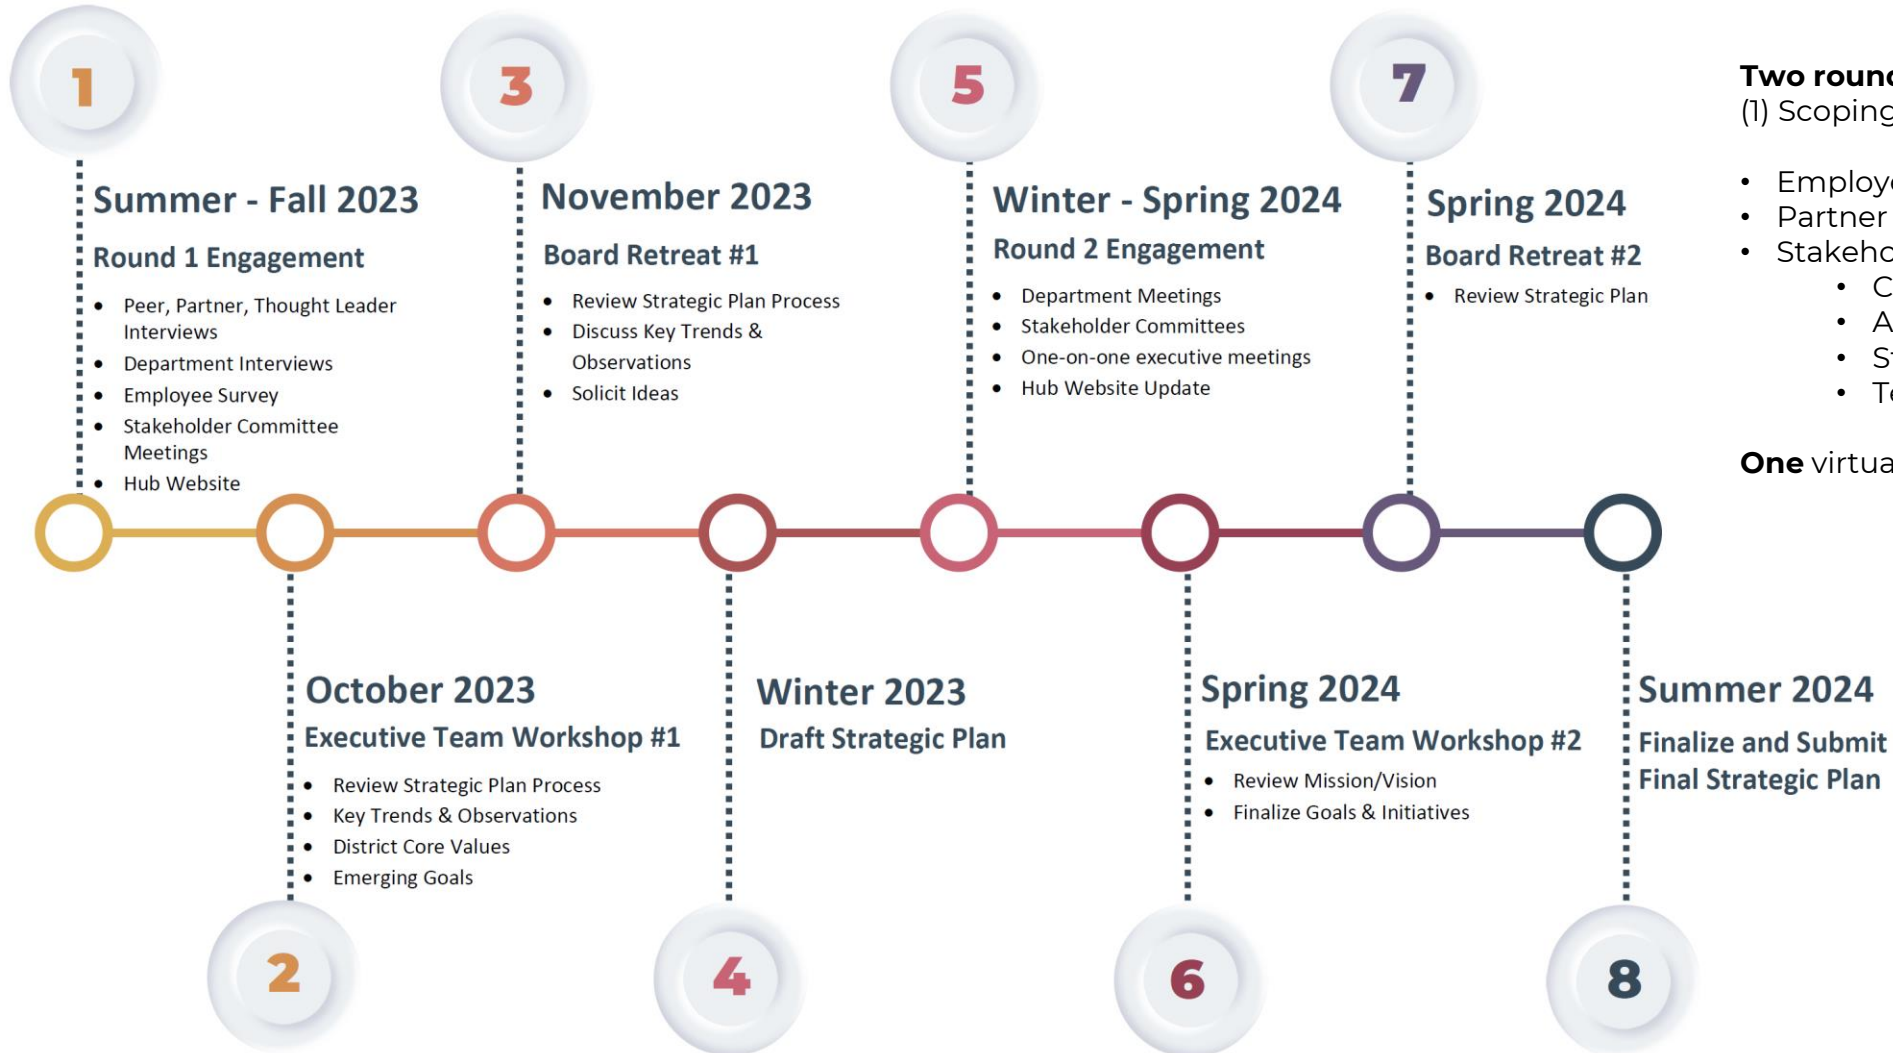 1
Summer - Fall 2023
Round 1 Engagement
• Peer, Partner, Thought Leader
Interviews
• Department Interviews
• Employee Survey
• Stakeholder Committee
Meetings
• Hub Website
2
October 2023
Executive Team Workshop #1
• Review Strategic Plan Process
• Key Trends & Observations
• District Core Values
• Emerging Goals
3
November 2023
Board Retreat #1
• Review Strategic Plan Process
• Discuss Key Trends &
Observations
• Solicit Ideas
4
Winter 2023
Draft Strategic Plan
5
Winter - Spring 2024
Round 2 Engagement
• Department Meetings
• Stakeholder Committees
• One-on-one executive meetings
• Hub Website Update
6
Spring 2024
Executive Team Workshop #2
• Review Mission/Vision
• Finalize Goals & Initiatives
7
Spring 2024
Board Retreat #2
• Review Strategic Plan
8
Summer 2024
Finalize and Submit
Final Strategic Plan
Two
(1) Scoping
• Partner
One